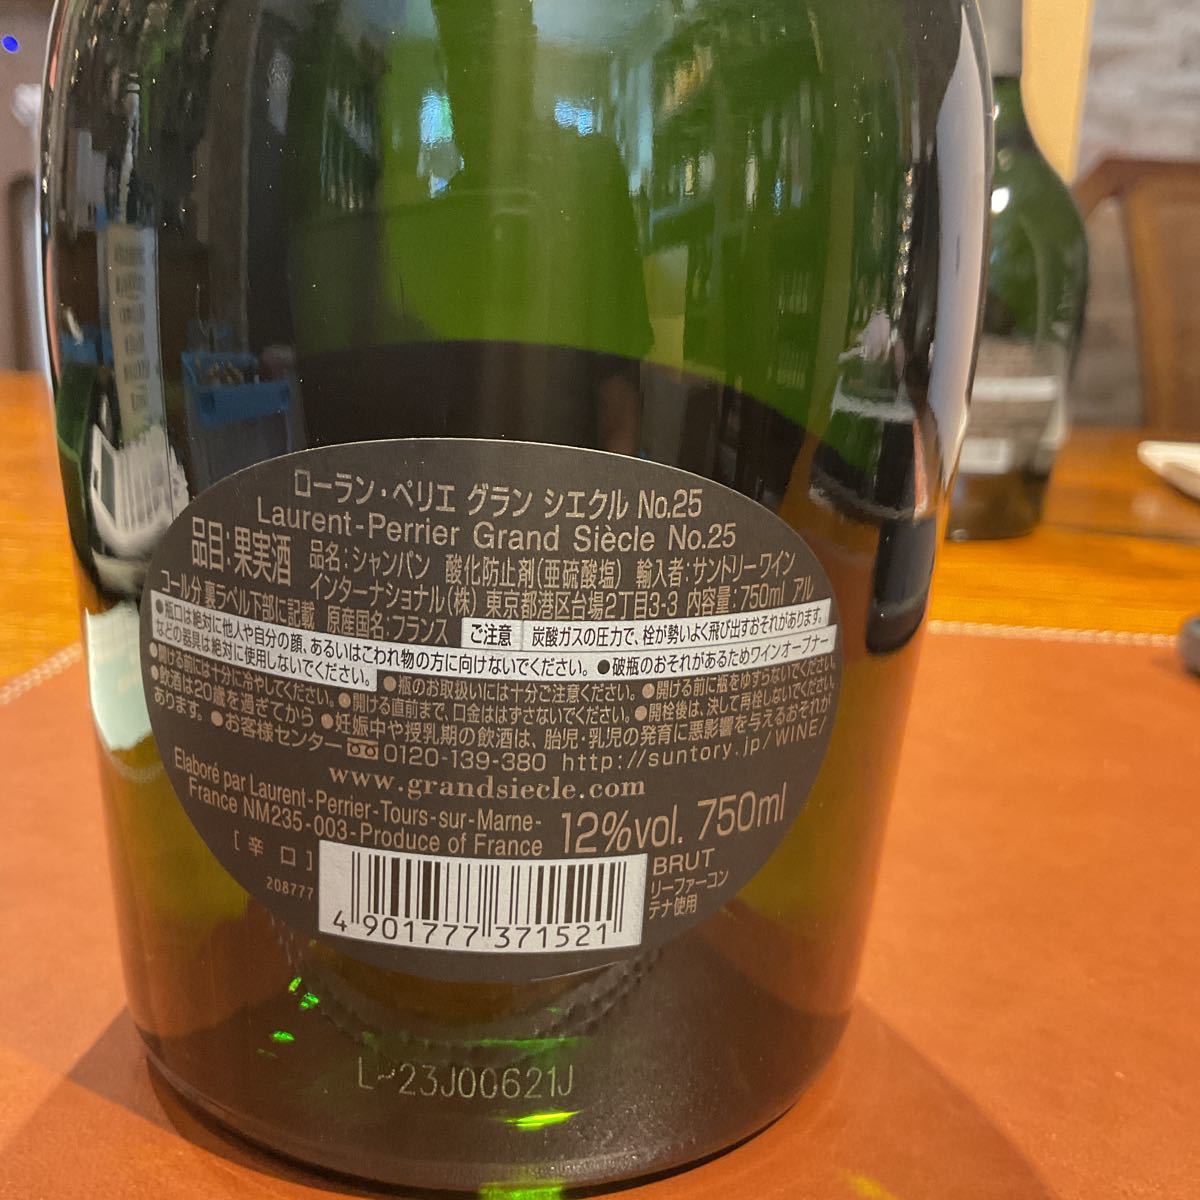 ローラン・ペリエ グラン シエクル No.25
Laurent-Perrier Grand Siècle No.25
品目:果実酒 品名:シャンパン 酸化防止剤(亜硫酸塩) 輸入者:サントリーワイン
インターナショナル(株) 東京都港区台場2丁目3-3 内容量:750ml アル
コール分:裏ラベル下部に記載 原産国名:フランス ご注意 炭酸ガスの圧力で、栓が勢いよく飛び出すおそれがあります。
●瓶口は絶対に他人や自分の顔、あるいはこわれ物の方に向けないでください。 ●破瓶のおそれがあるためワインオープナー
などの器具は絶対に使用しないでください。 ●瓶のお取扱いには十分ご注意ください。 ●開ける前に瓶をゆすらないでください。
●開ける前には十分に冷やしてください。 ●開ける直前まで、口金ははずさないでください。 ●開栓後は、決して再栓しないでください。
●飲酒は20歳を過ぎてから ●妊娠中や授乳期の飲酒は、胎児・乳児の発育に悪影響を与えるおそれが
あります。 ●お客様センター 0120-139-380 http://suntory.jp/WINE/
www.grandsiecle.com
Elaboré par Laurent-Perrier-Tours-sur-Marne-
France NM235-003-Produce of France
12%vol. 750ml
[辛口]
BRUT
リーファーコン
テナ使用
208777
4 901777 371521
L-23J00621J